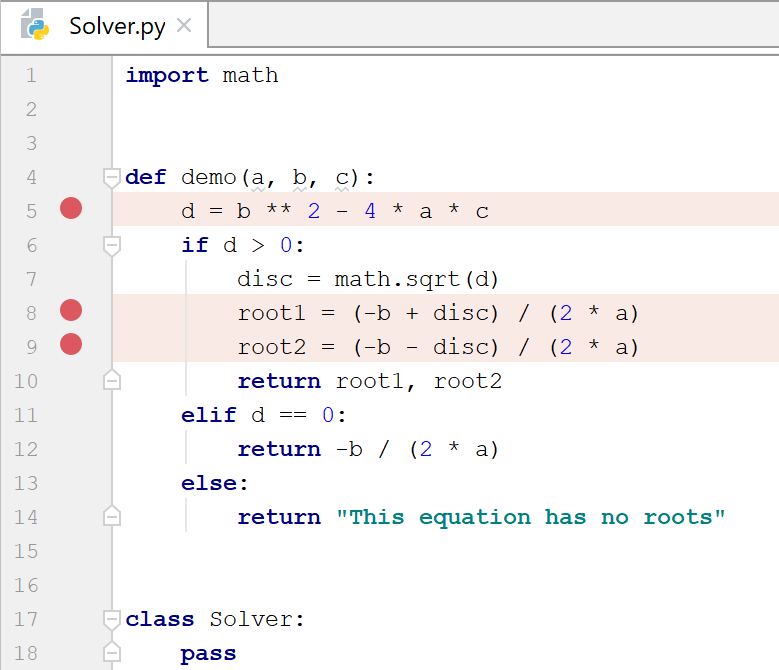 Solver.py
1 import math
2
3
4 def demo(a, b, c):
5     d = b ** 2 - 4 * a * c
6     if d > 0:
7         disc = math.sqrt(d)
8         root1 = (-b + disc) / (2 * a)
9         root2 = (-b - disc) / (2 * a)
10         return root1, root2
11     elif d == 0:
12         return -b / (2 * a)
13     else:
14         return "This equation has no roots"
15
16
17 class Solver:
18     pass